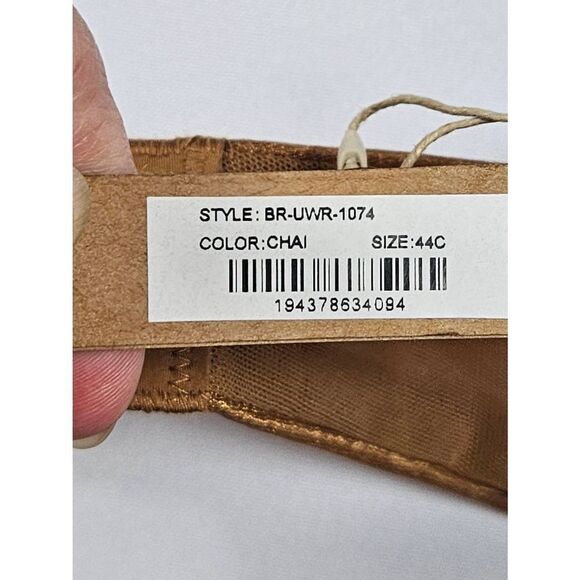 STYLE: BR-UWR-1074
COLOR:CHAI SIZE:44C
194378634094